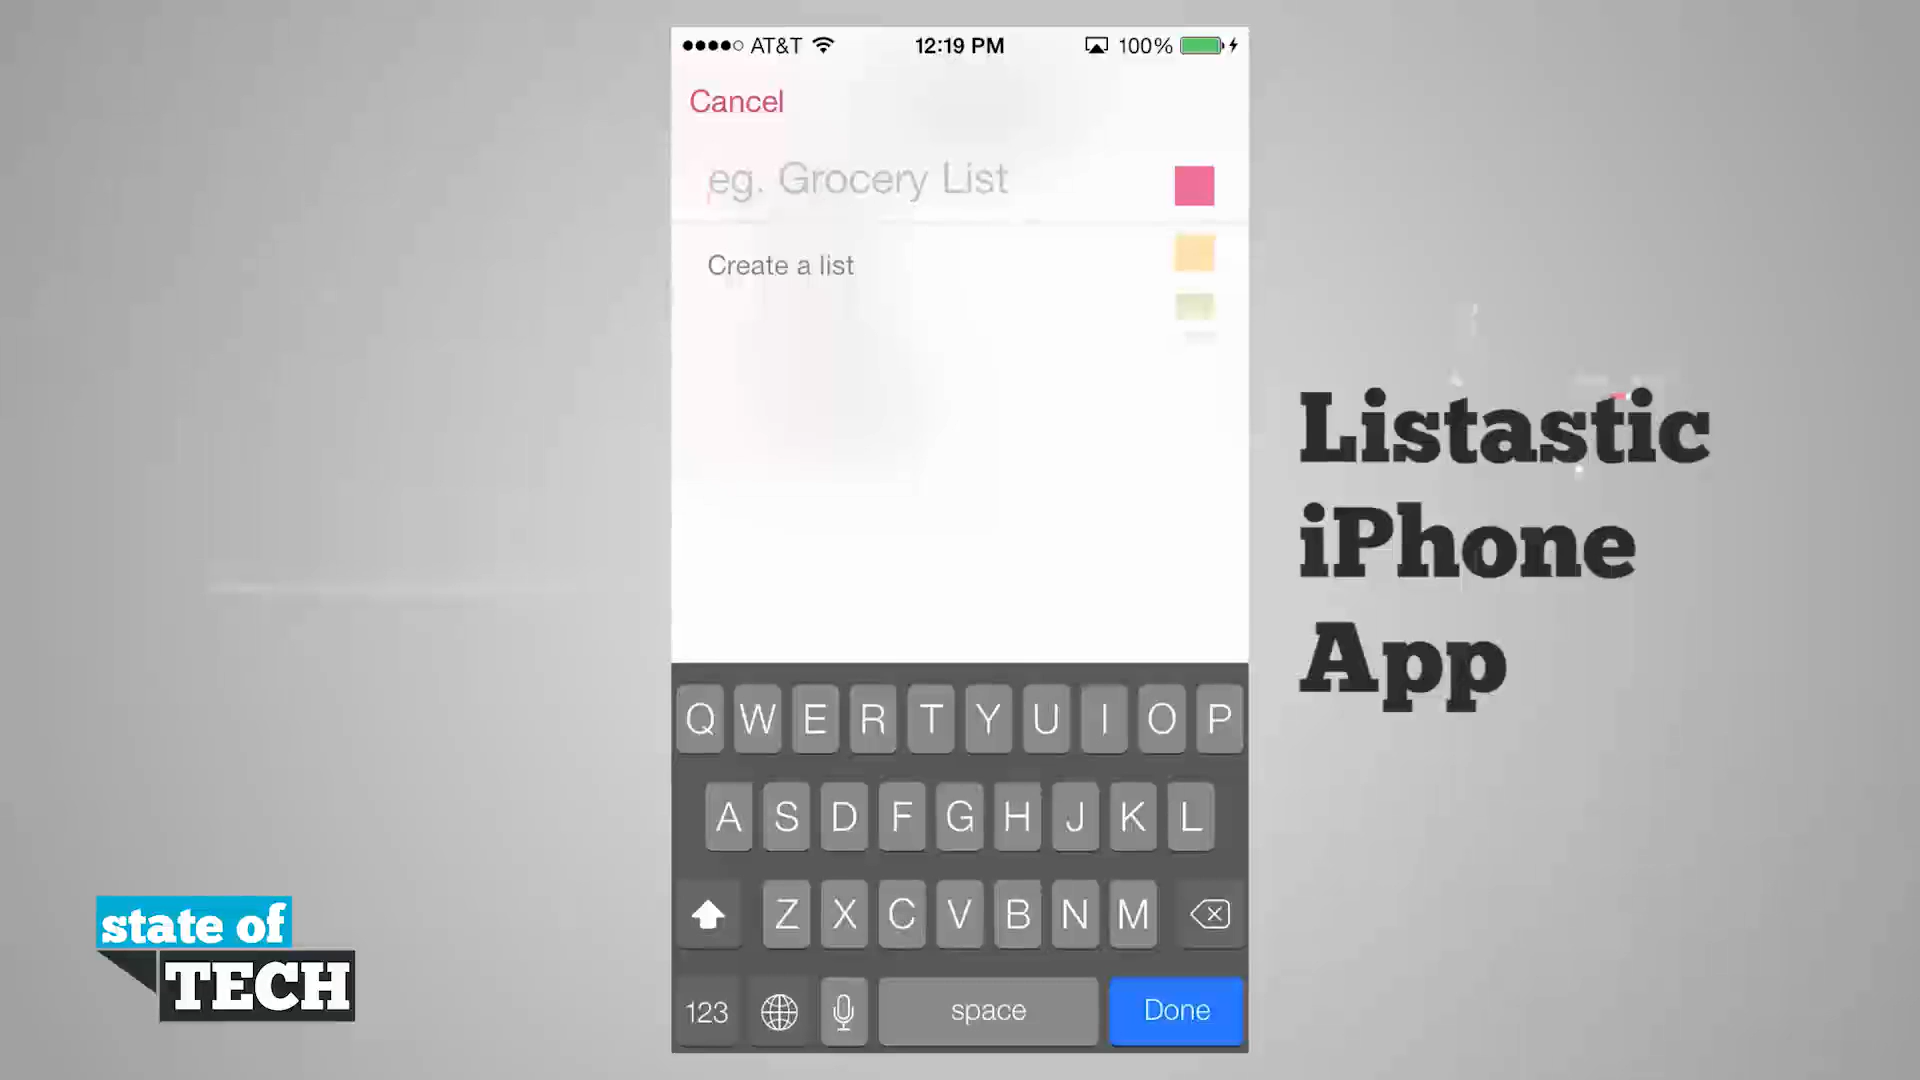 AT&T 12:19 PM 100%
Cancel
eg. Grocery List
Create a list
Listastic
iPhone
App
Q W E R T Y U I O P
A S D F G H J K L
Z X C V B N M
123 space Done
state of
TECH